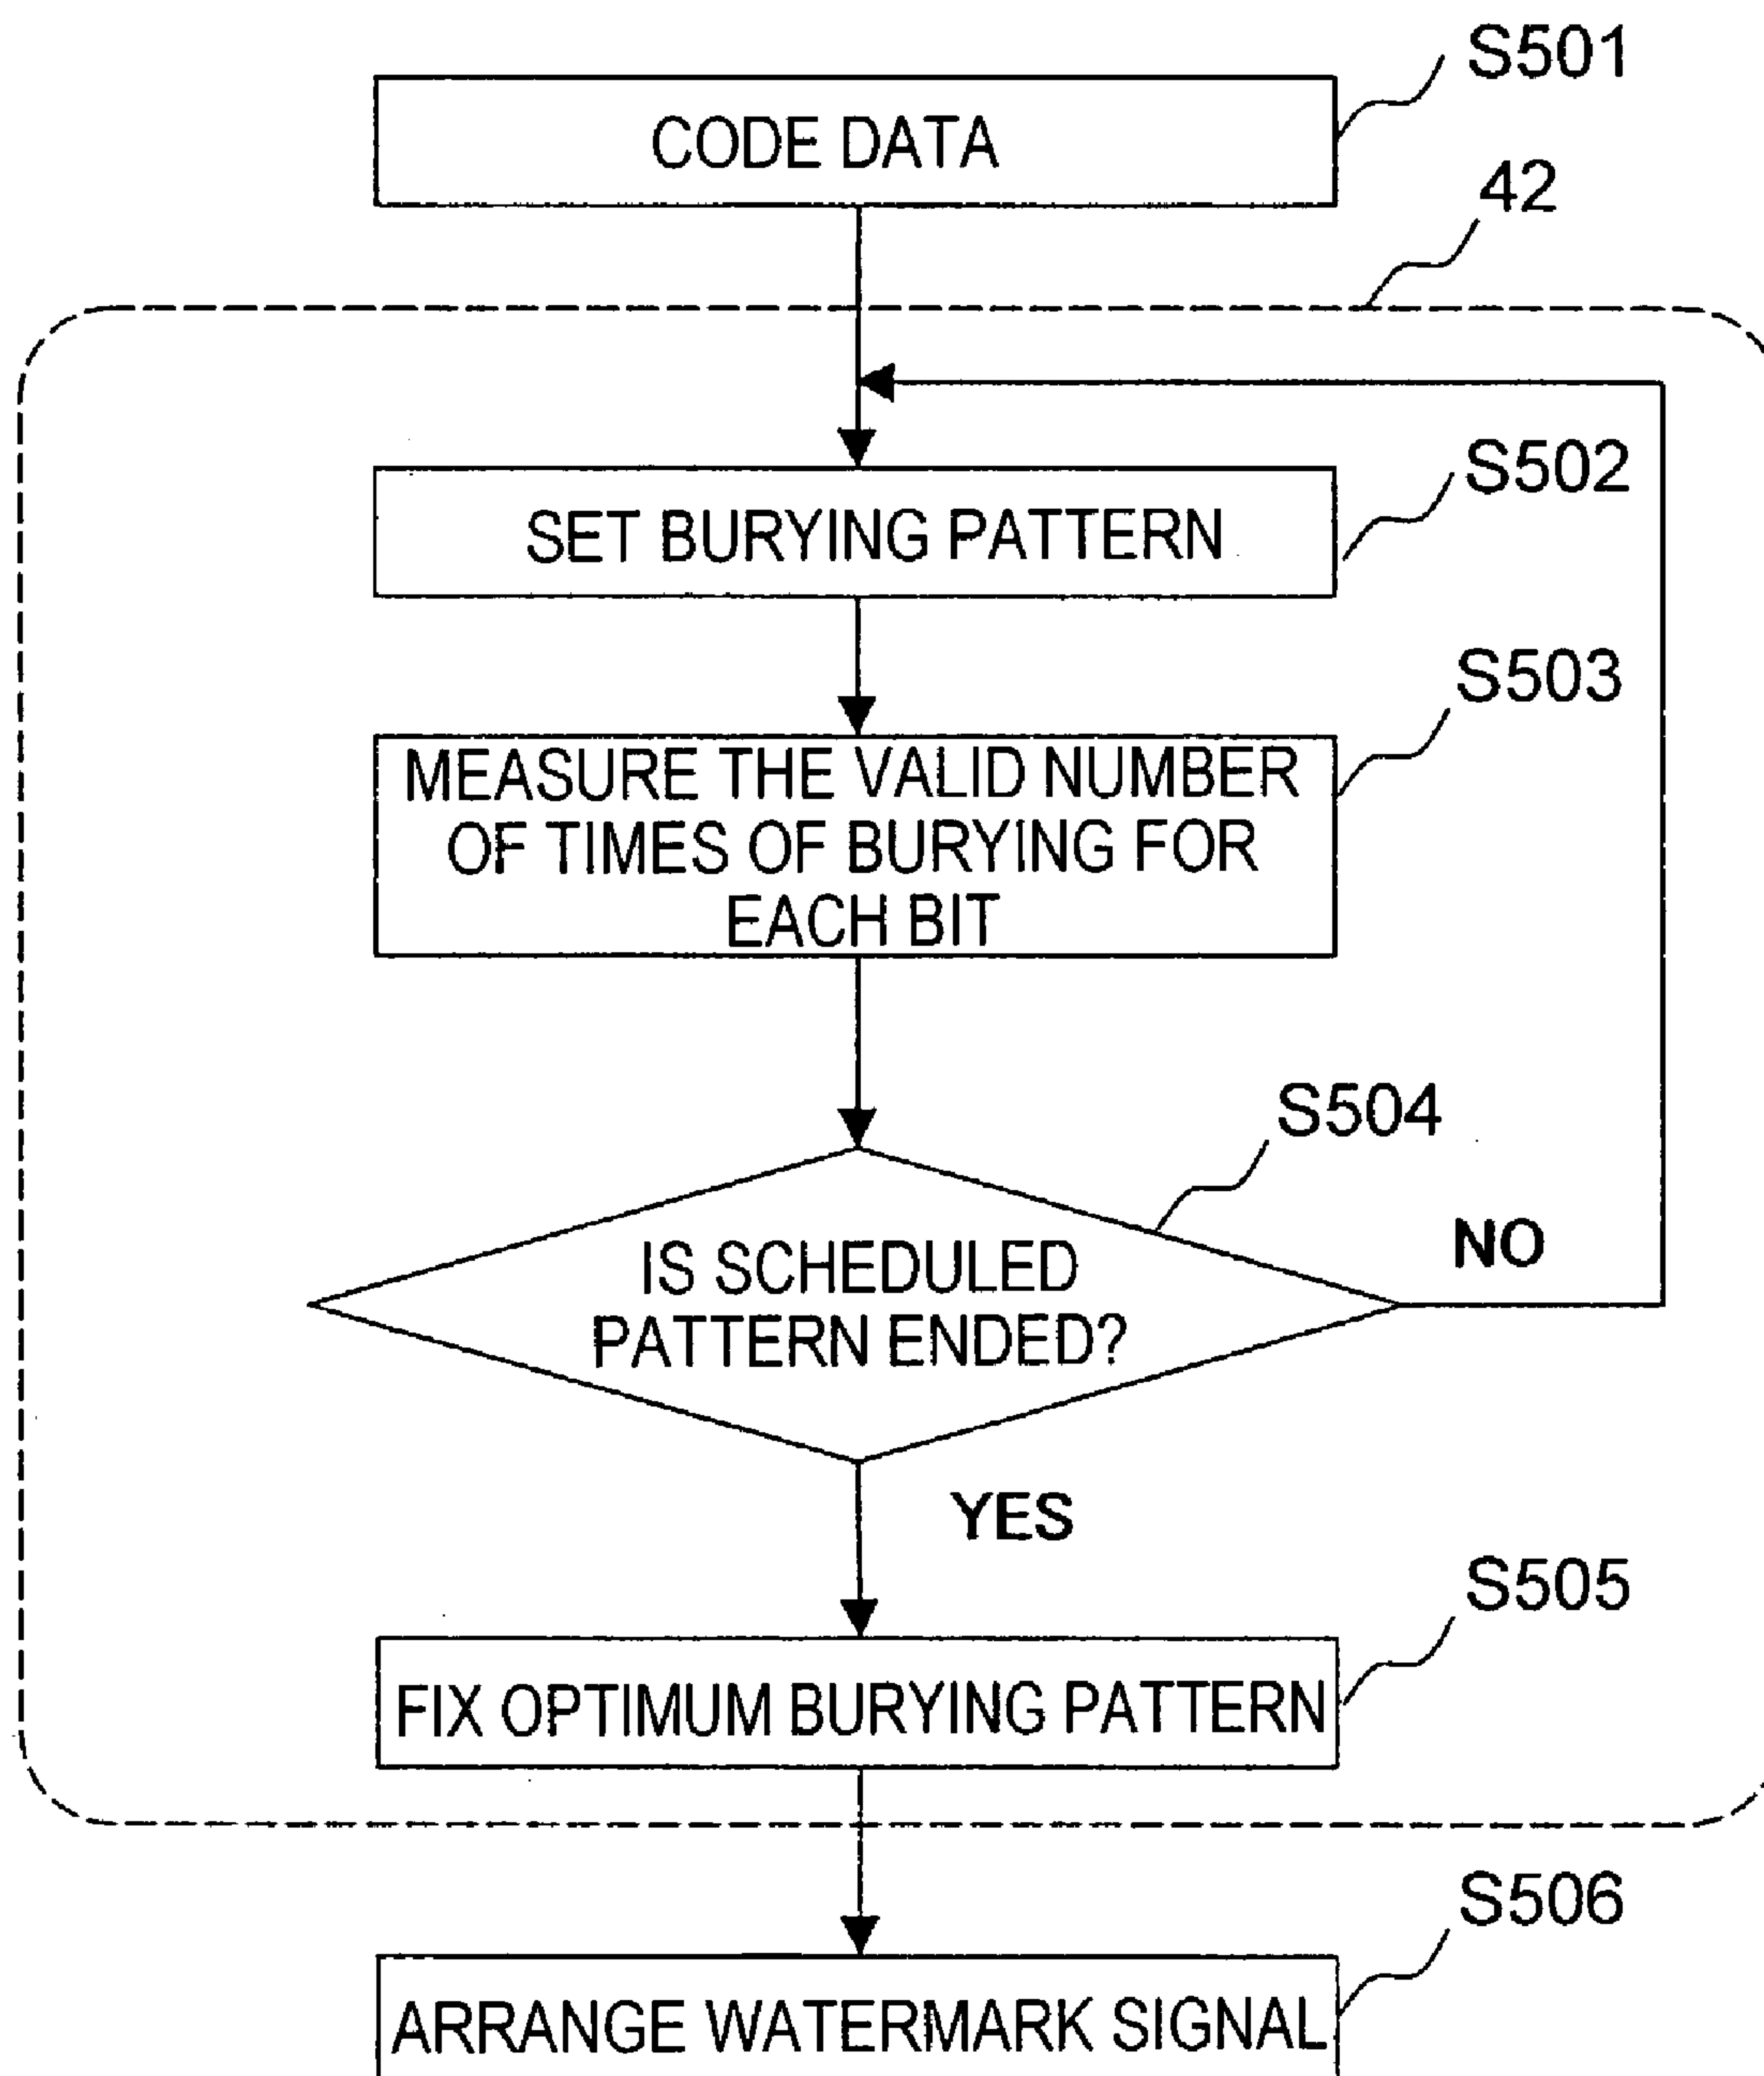 S501
CODE DATA
42
S502
SET BURYING PATTERN
S503
MEASURE THE VALID NUMBER
OF TIMES OF BURYING FOR
EACH BIT
S504
IS SCHEDULED
PATTERN ENDED?
NO
YES
S505
FIX OPTIMUM BURYING PATTERN
S506
ARRANGE WATERMARK SIGNAL